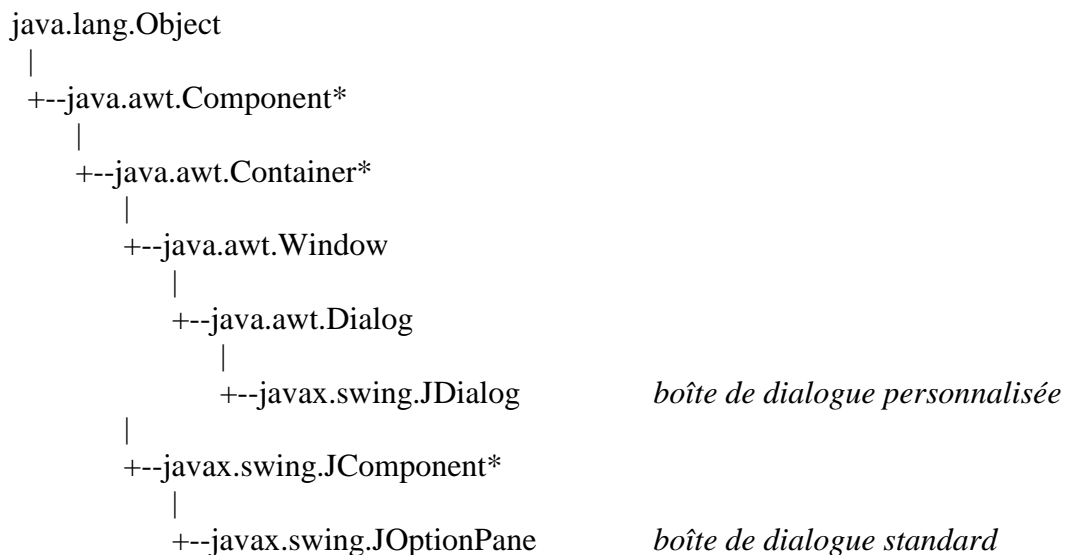 java.lang.Object
|
+--java.awt.Component*
|
+--java.awt.Container*
|
+--java.awt.Window
|
+--java.awt.Dialog
|
+--javax.swing.JDialog boîte de dialogue personnalisée
|
+--javax.swing.JComponent*
|
+--javax.swing.JOptionPane boîte de dialogue standard